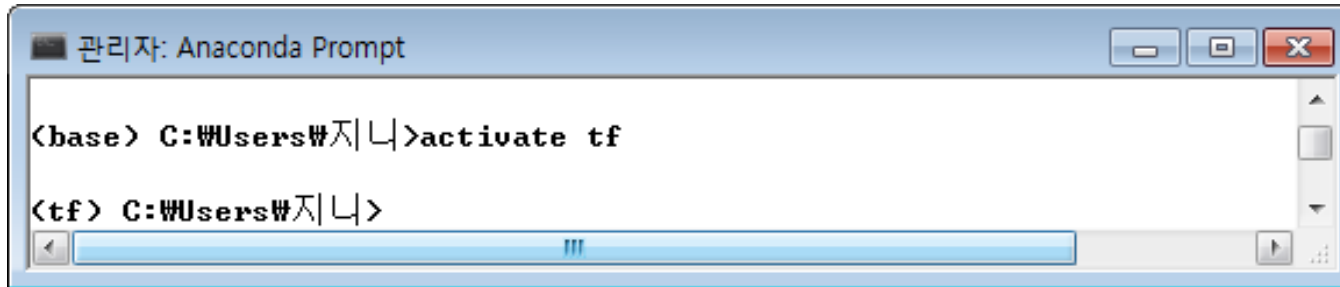 관리자: Anaconda Prompt
(base) C:₩Users₩지니>activate tf
(tf) C:₩Users₩지니>